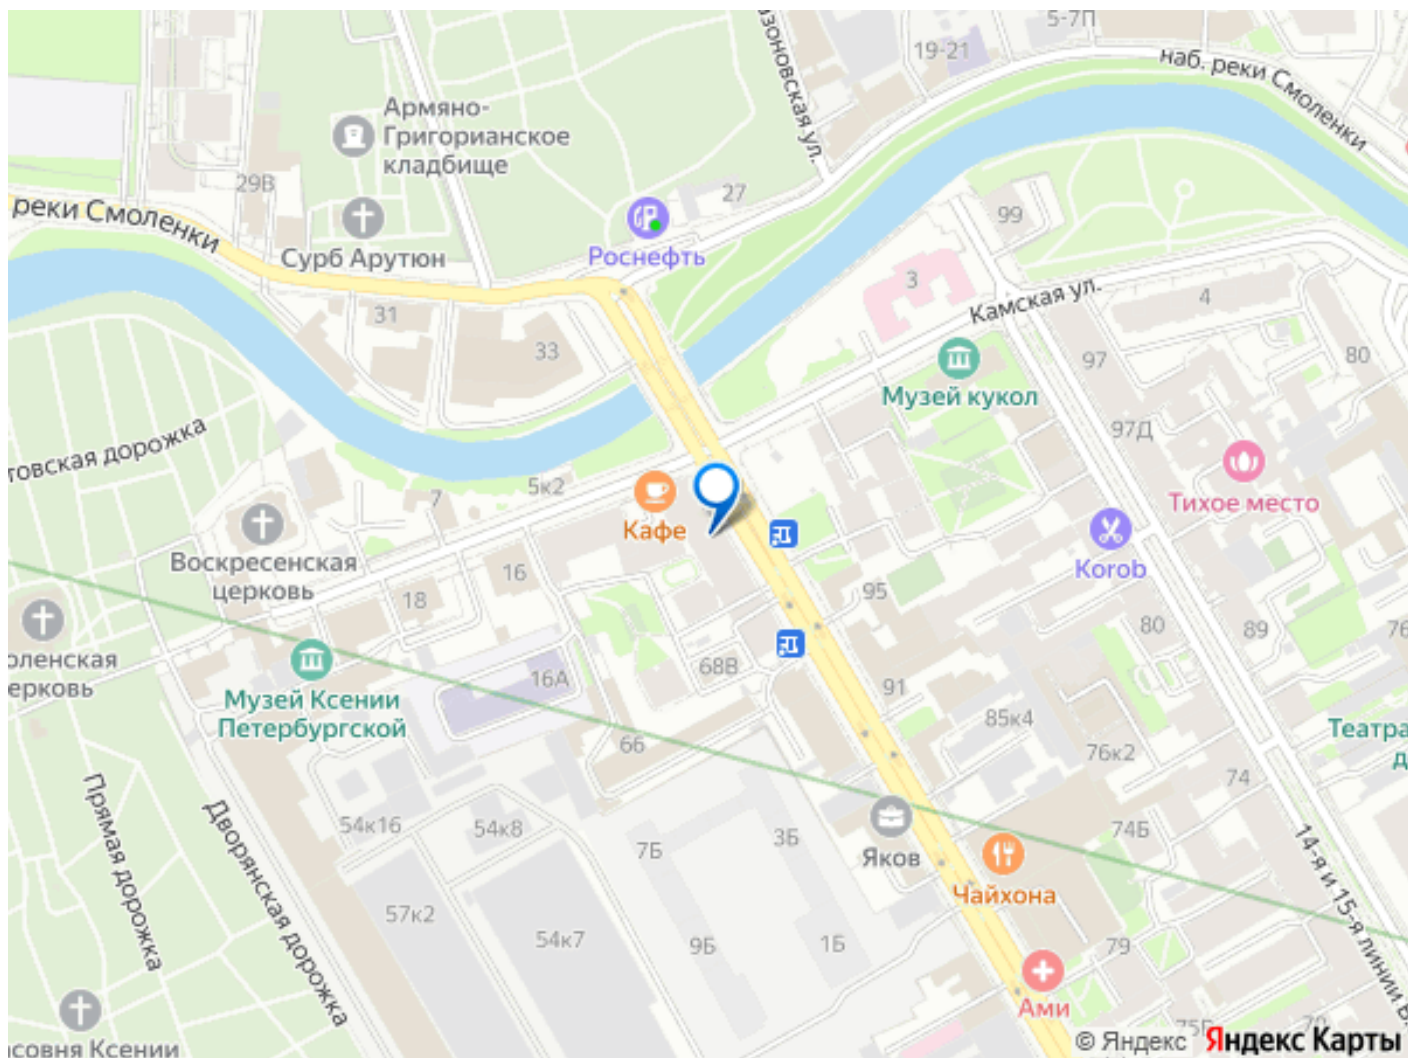 5-7П
19-21
наб. реки Смоленки
зоновская ул.
Армяно-
Григорианское
кладбище
29В
реки Смоленки
27
99
Сурб Арутюн
Роснефть
3
Камская ул.
4
31
33
97
80
Музей кукол
97Д
товская дорожка
Тихое место
7
5к2
Кафе
Воскресенская
церковь
Korob
16
18
95
80
89
76
оленская
ерковь
16А
68В
Музей Ксении
Петербургской
91
85к4
66
76к2
Театра
д
74
Прямая дорожка
Дворянская дорожка
54к16
54к8
7Б
3Б
Яков
74Б
14-я и 15-я линии В
Чайхона
57к2
54к7
9Б
1Б
79
Ами
совня Ксении
© Яндекс
Яндекс Карты